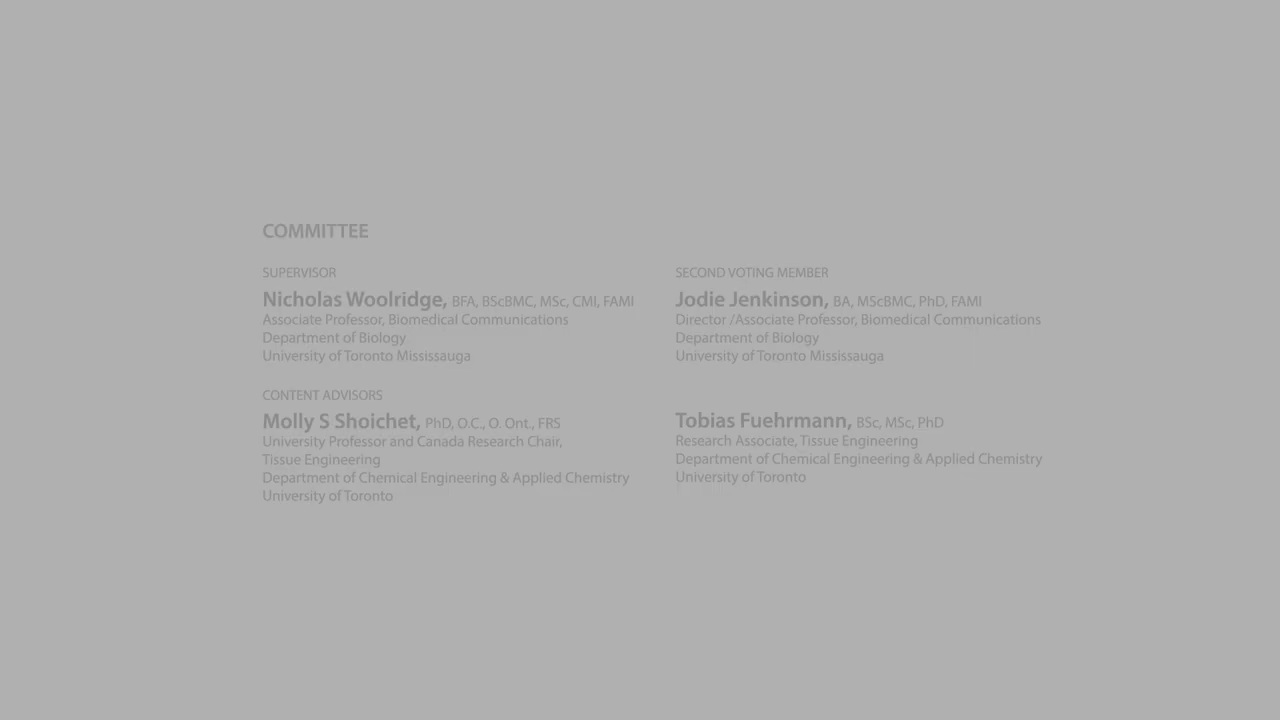 COMMITTEE
SUPERVISOR
Nicholas Woolridge, BFA, BScBMC, MSc, CMI, FAMI
Associate Professor, Biomedical Communications
Department of Biology
University of Toronto Mississauga
SECOND VOTING MEMBER
Jodie Jenkinson, BA, MScBMC, PhD, FAMI
Director /Associate Professor, Biomedical Communications
Department of Biology
University of Toronto Mississauga
CONTENT ADVISORS
Molly S Shoichet, PhD, O.C., O. Ont., FRS
University Professor and Canada Research Chair,
Tissue Engineering
Department of Chemical Engineering & Applied Chemistry
University of Toronto
Tobias Fuehrmann, BSc, MSc, PhD
Research Associate, Tissue Engineering
Department of Chemical Engineering & Applied Chemistry
University of Toronto